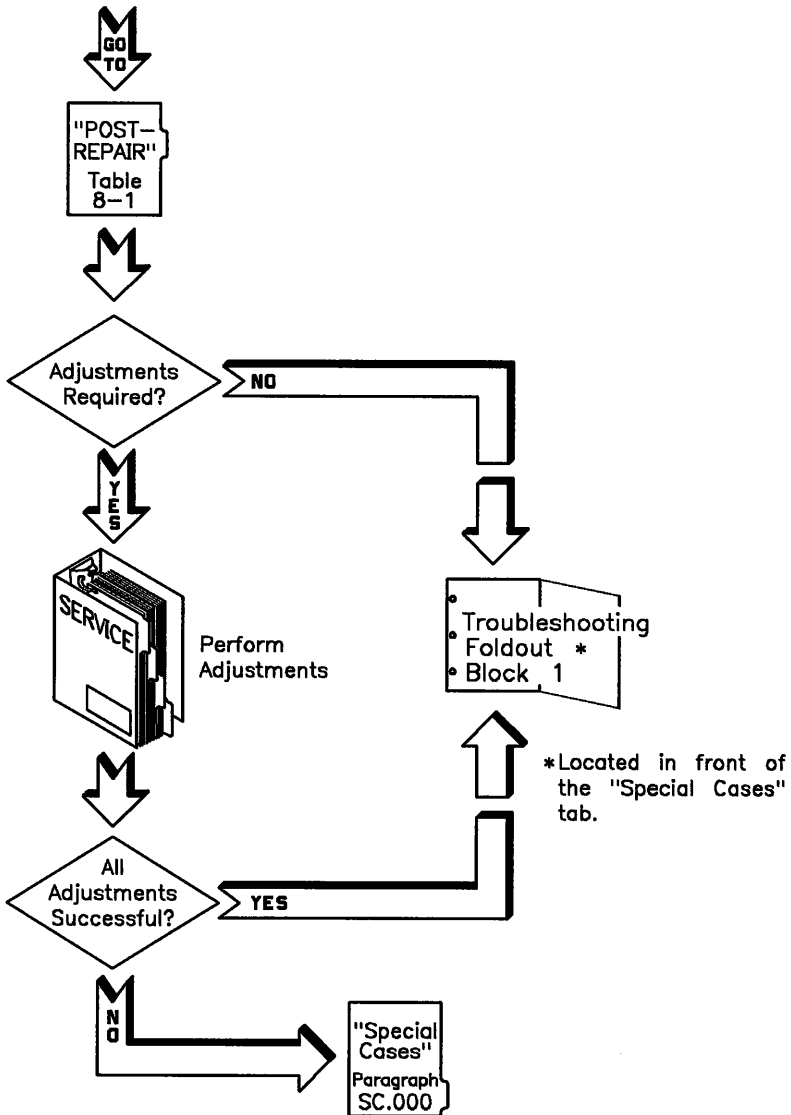 GO
TO
"POST-
REPAIR"
Table
8-1
Adjustments
Required?
NO
YES
SERVICE
Perform
Adjustments
Troubleshooting
Foldout *
Block 1
*Located in front of
the "Special Cases"
tab.
All
Adjustments
Successful?
YES
NO
"Special
Cases"
Paragraph
SC.000